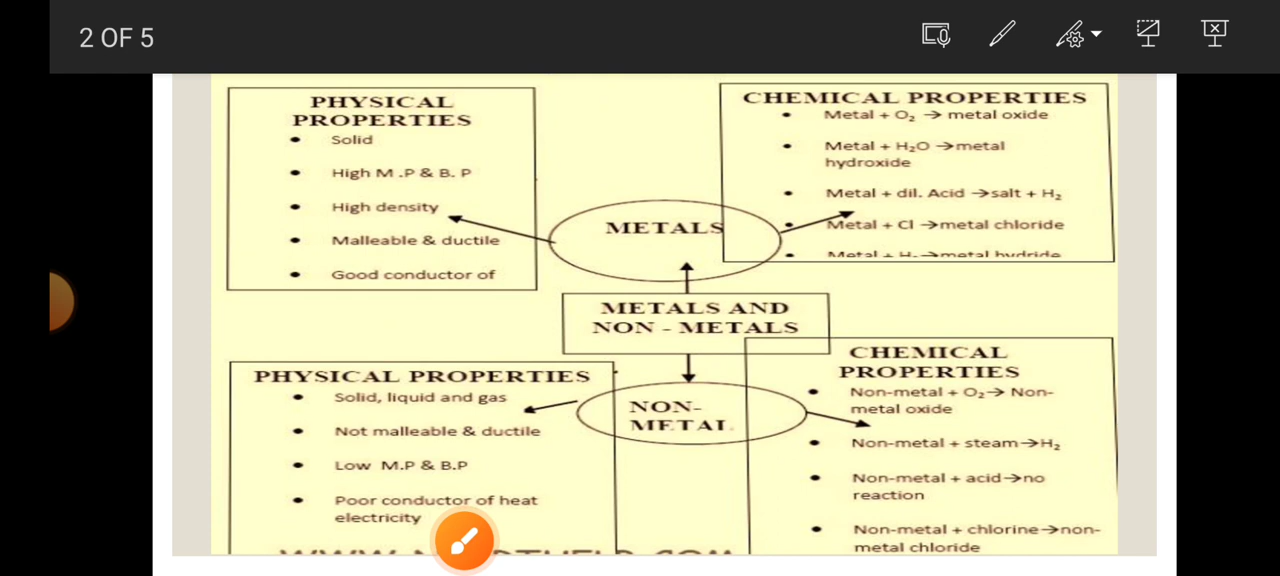 2 OF 5
PHYSICAL
PROPERTIES
• Solid
• High M .P & B. P
• High density
• Malleable & ductile
• Good conductor of
CHEMICAL PROPERTIES
• Metal + O₂ → metal oxide
• Metal + H₂O →metal
hydroxide
• Metal + dil. Acid →salt + H₂
• Metal + Cl →metal chloride
• Metal + H₂→metal hydride
METALS
METALS AND
NON - METALS
PHYSICAL PROPERTIES
• Solid, liquid and gas
• Not malleable & ductile
• Low M.P & B.P
• Poor conductor of heat
electricity
NON-
METAL
CHEMICAL
PROPERTIES
• Non-metal + O₂→ Non-
metal oxide
• Non-metal + steam→H₂
• Non-metal + acid→no
reaction
• Non-metal + chlorine→non-
metal chloride